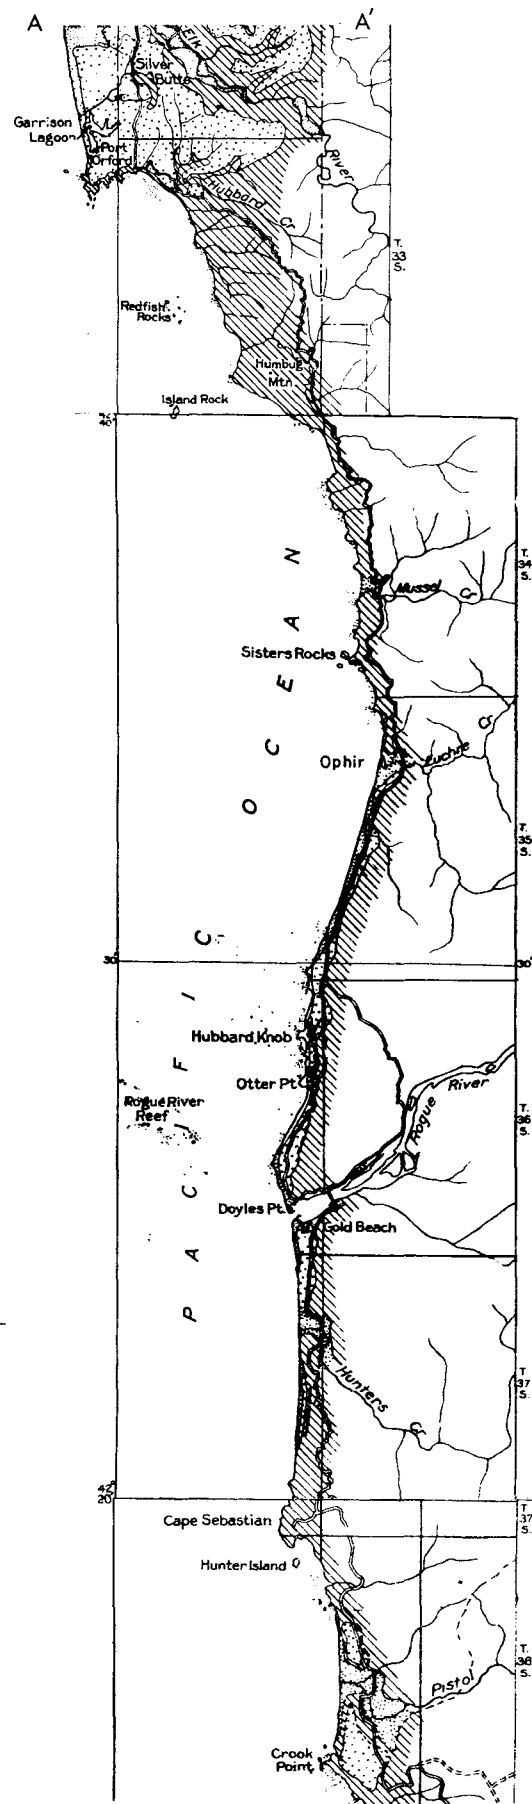 A A'
Elk
Silver
Butte
Garrison
Lagoon
Port
Orford
River
Hubbard
Cr
T.
33
S.
Redfish
Rocks
Humbug
Mtn.
Island Rock
T.
34
S.
Mussel Cr
Sisters Rocks
Ophir
Euchre Cr
T.
35
S.
PACIFIC OCEAN
30'
30'
Hubbard Knob
Otter Pt.
Rogue River
Reef
Rogue River
T.
36
S.
Doyles Pt.
Gold Beach
Hunters Cr
T.
37
S.
42°
20'
Cape Sebastian
T.
37
S.
Hunter Island
T.
38
S.
Pistol
Crook
Point